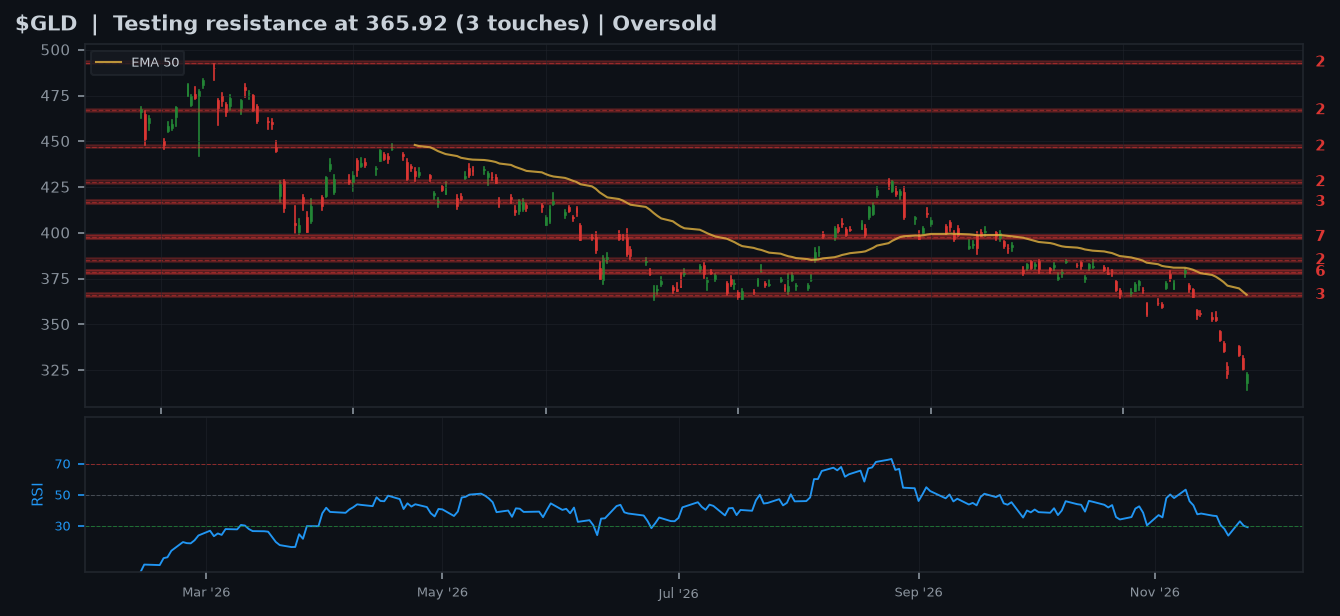 $GLD | Testing resistance at 365.92 (3 touches) | Oversold
EMA 50
500
475
450
425
400
375
350
325
2
2
2
2
3
7
2
6
3
RSI
70
50
30
Mar '26
May '26
Jul '26
Sep '26
Nov '26